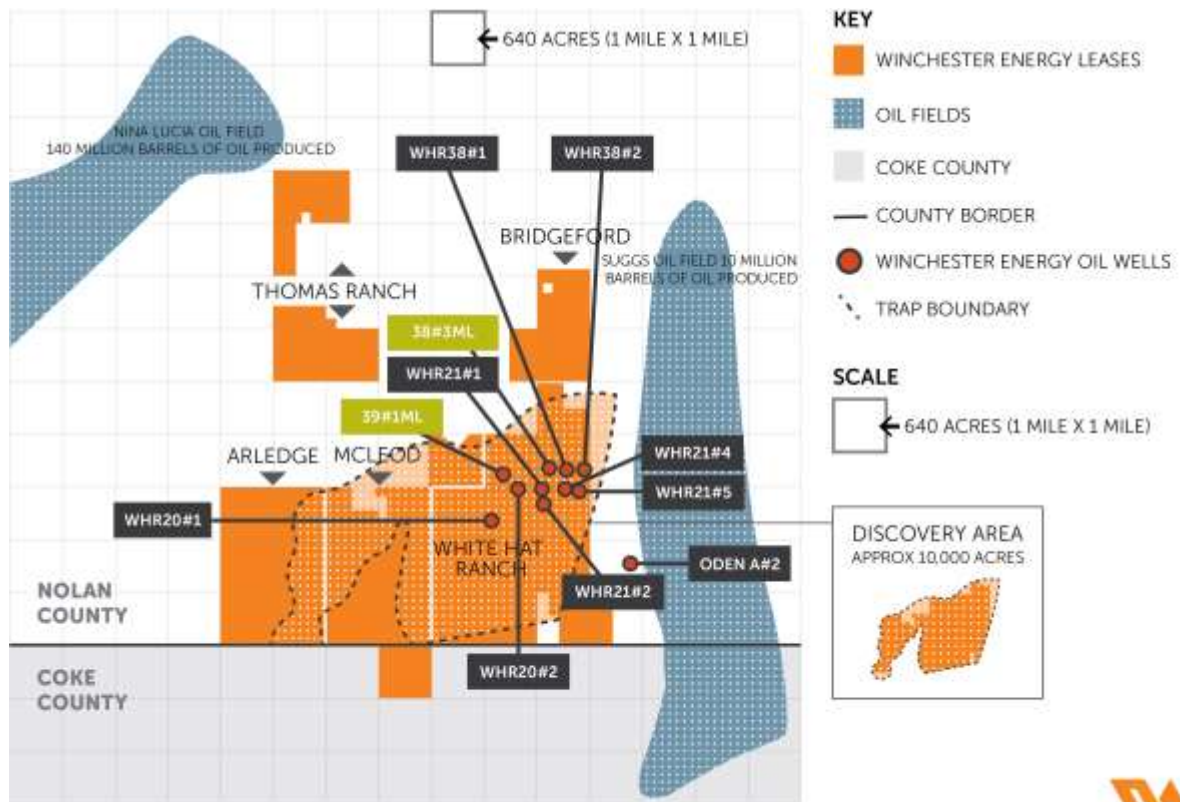 640 ACRES (1 MILE X 1 MILE)
NINA LUCIA OIL FIELD
140 MILLION BARRELS OF OIL PRODUCED
WHR38#1
WHR38#2
BRIDGEFORD
SUGGS OIL FIELD 10 MILLION
BARRELS OF OIL PRODUCED
THOMAS RANCH
38#3ML
WHR21#1
39#1ML
ARLEDGE
MCLEOD
WHR21#4
WHR21#5
WHR20#1
WHITE HAT
RANCH
ODEN A#2
WHR21#2
NOLAN
COUNTY
WHR20#2
COKE
COUNTY
KEY
WINCHESTER ENERGY LEASES
OIL FIELDS
COKE COUNTY
COUNTY BORDER
WINCHESTER ENERGY OIL WELLS
TRAP BOUNDARY
SCALE
640 ACRES (1 MILE X 1 MILE)
DISCOVERY AREA
APPROX 10,000 ACRES